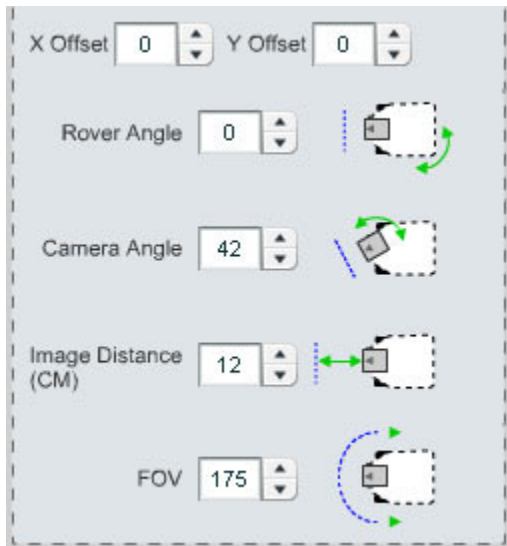 X Offset 0 Y Offset 0
Rover Angle 0
Camera Angle 42
Image Distance
(CM) 12
FOV 175